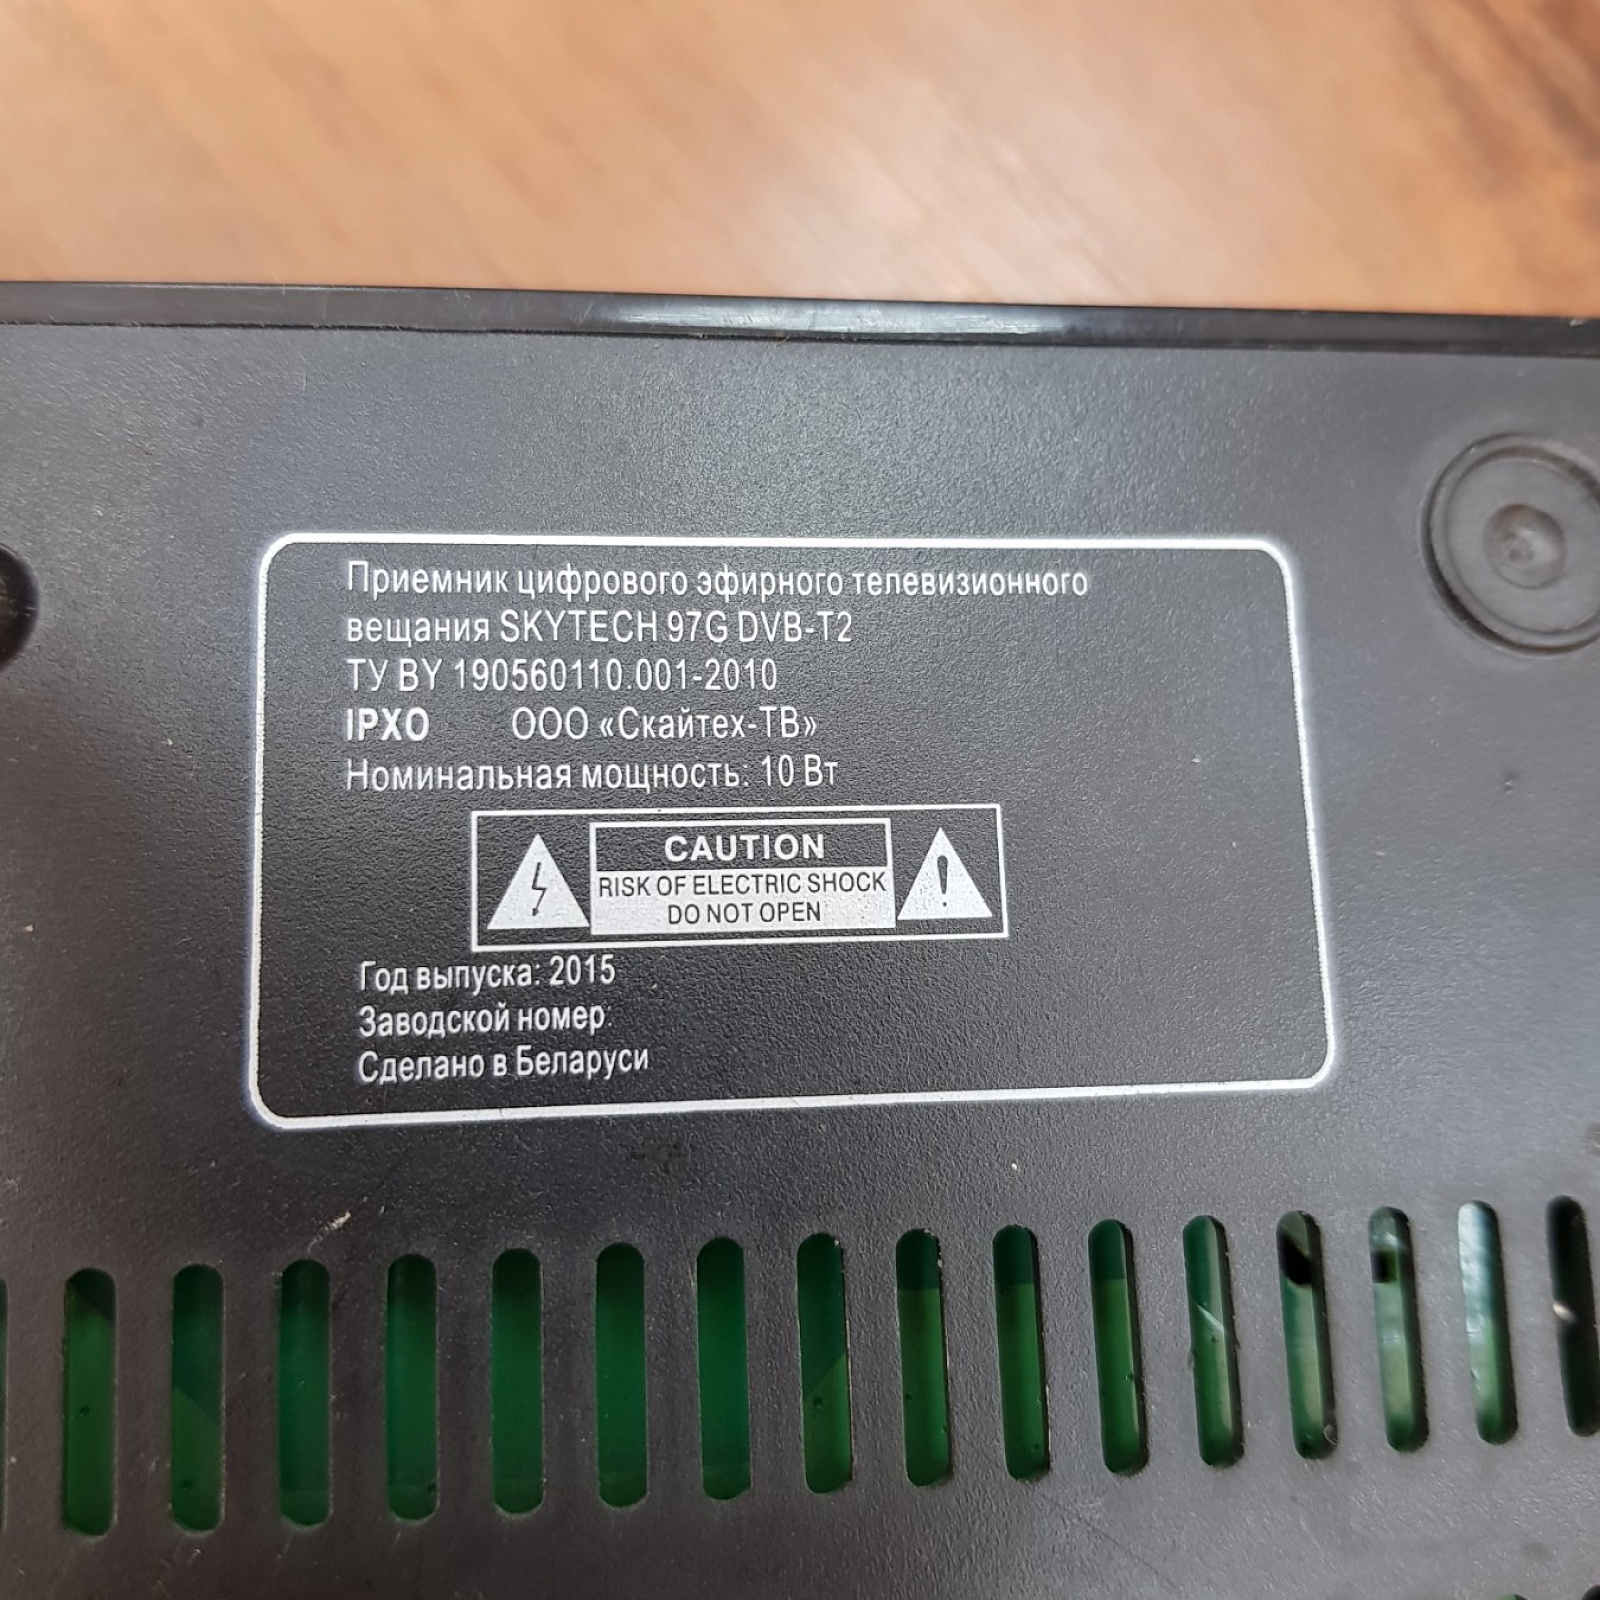 Приемник цифрового эфирного телевизионного
вещания SKYTECH 97G DVB-T2
ТУ BY 190560110.001-2010
IPXO ООО «Скайтех-ТВ»
Номинальная мощность: 10 Вт
CAUTION
RISK OF ELECTRIC SHOCK
DO NOT OPEN
Год выпуска: 2015
Заводской номер:
Сделано в Беларуси